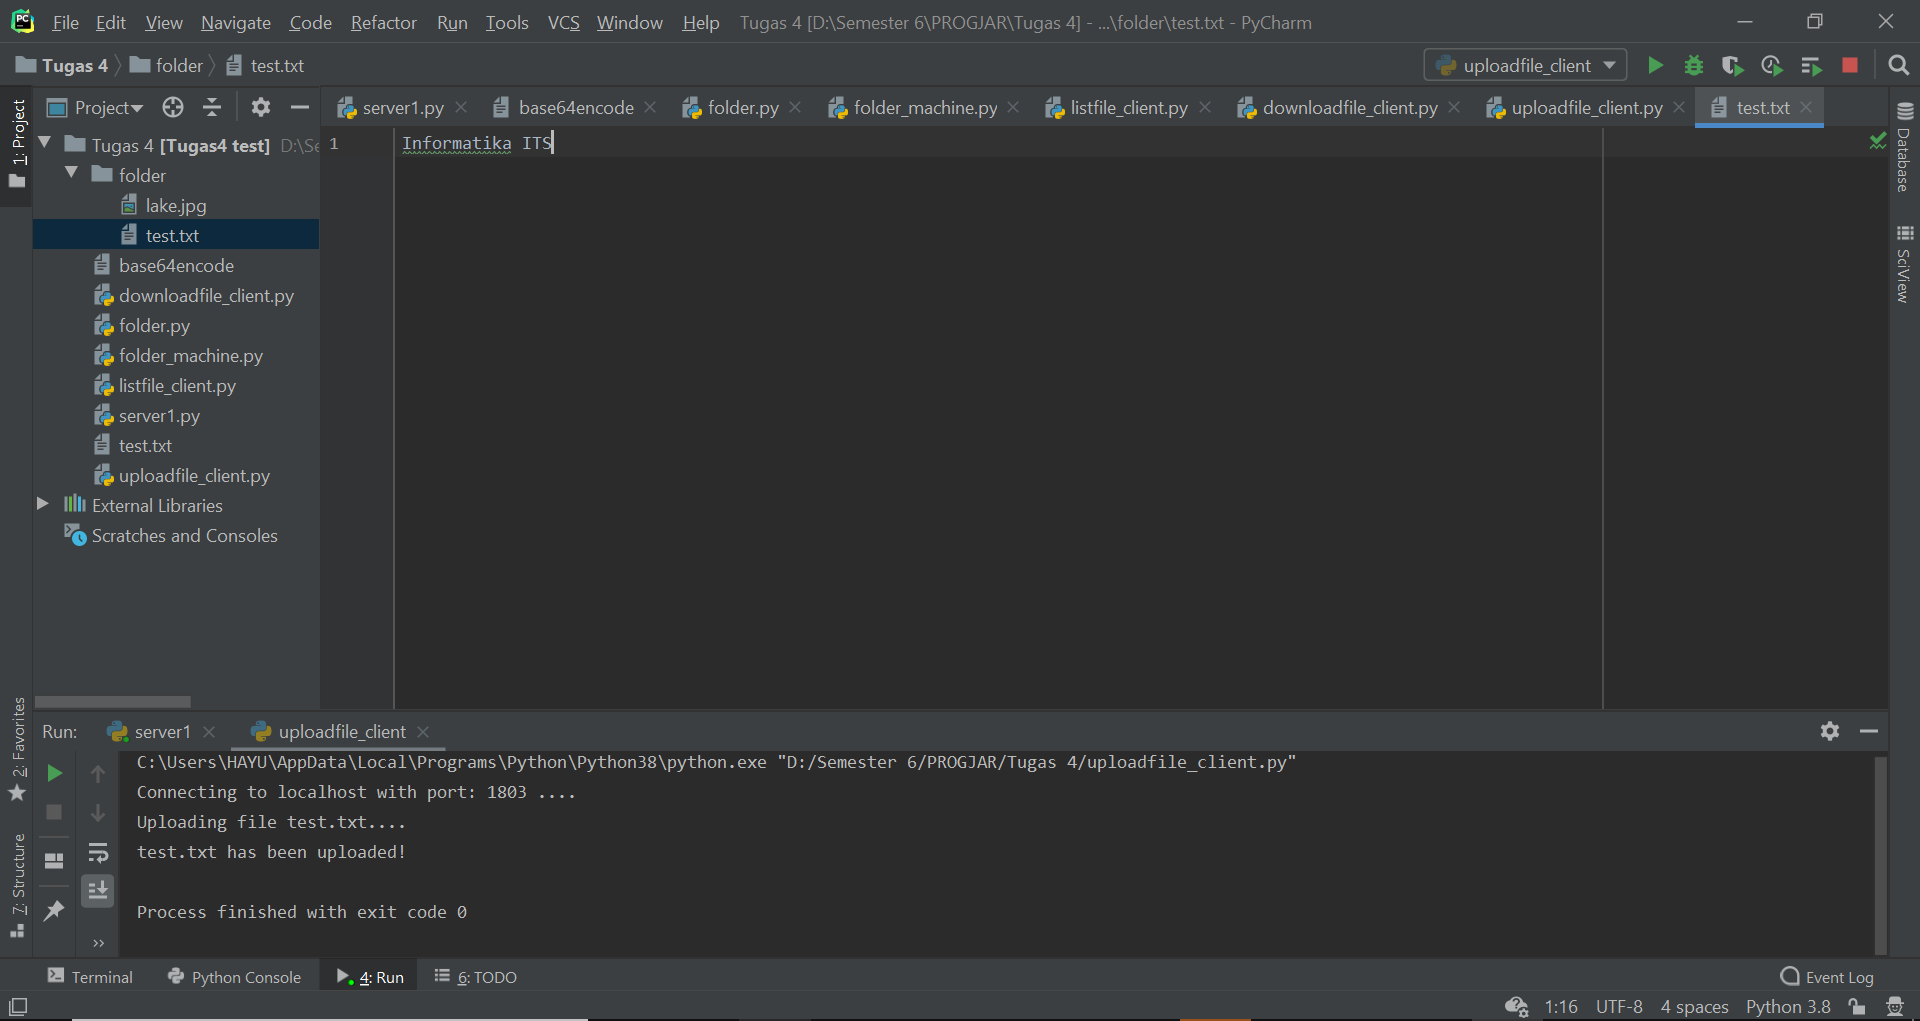 PC File Edit View Navigate Code Refactor Run Tools VCS Window Help Tugas 4 [D:\Semester 6\PROGJAR\Tugas 4] - ...\folder\test.txt - PyCharm
Tugas 4 folder test.txt uploadfile_client
1: Project
Project
server1.py base64encode folder.py folder_machine.py listfile_client.py downloadfile_client.py uploadfile_client.py test.txt
Tugas 4 [Tugas4 test] D:\Se
folder
lake.jpg
test.txt
base64encode
downloadfile_client.py
folder.py
folder_machine.py
listfile_client.py
server1.py
test.txt
uploadfile_client.py
External Libraries
Scratches and Consoles
1 Informatika ITS
Database
SciView
2: Favorites
7: Structure
Run: server1 uploadfile_client
C:\Users\HAYU\AppData\Local\Programs\Python\Python38\python.exe "D:/Semester 6/PROGJAR/Tugas 4/uploadfile_client.py"
Connecting to localhost with port: 1803 ....
Uploading file test.txt....
test.txt has been uploaded!
Process finished with exit code 0
Terminal Python Console 4: Run 6: TODO Event Log
1:16 UTF-8 4 spaces Python 3.8